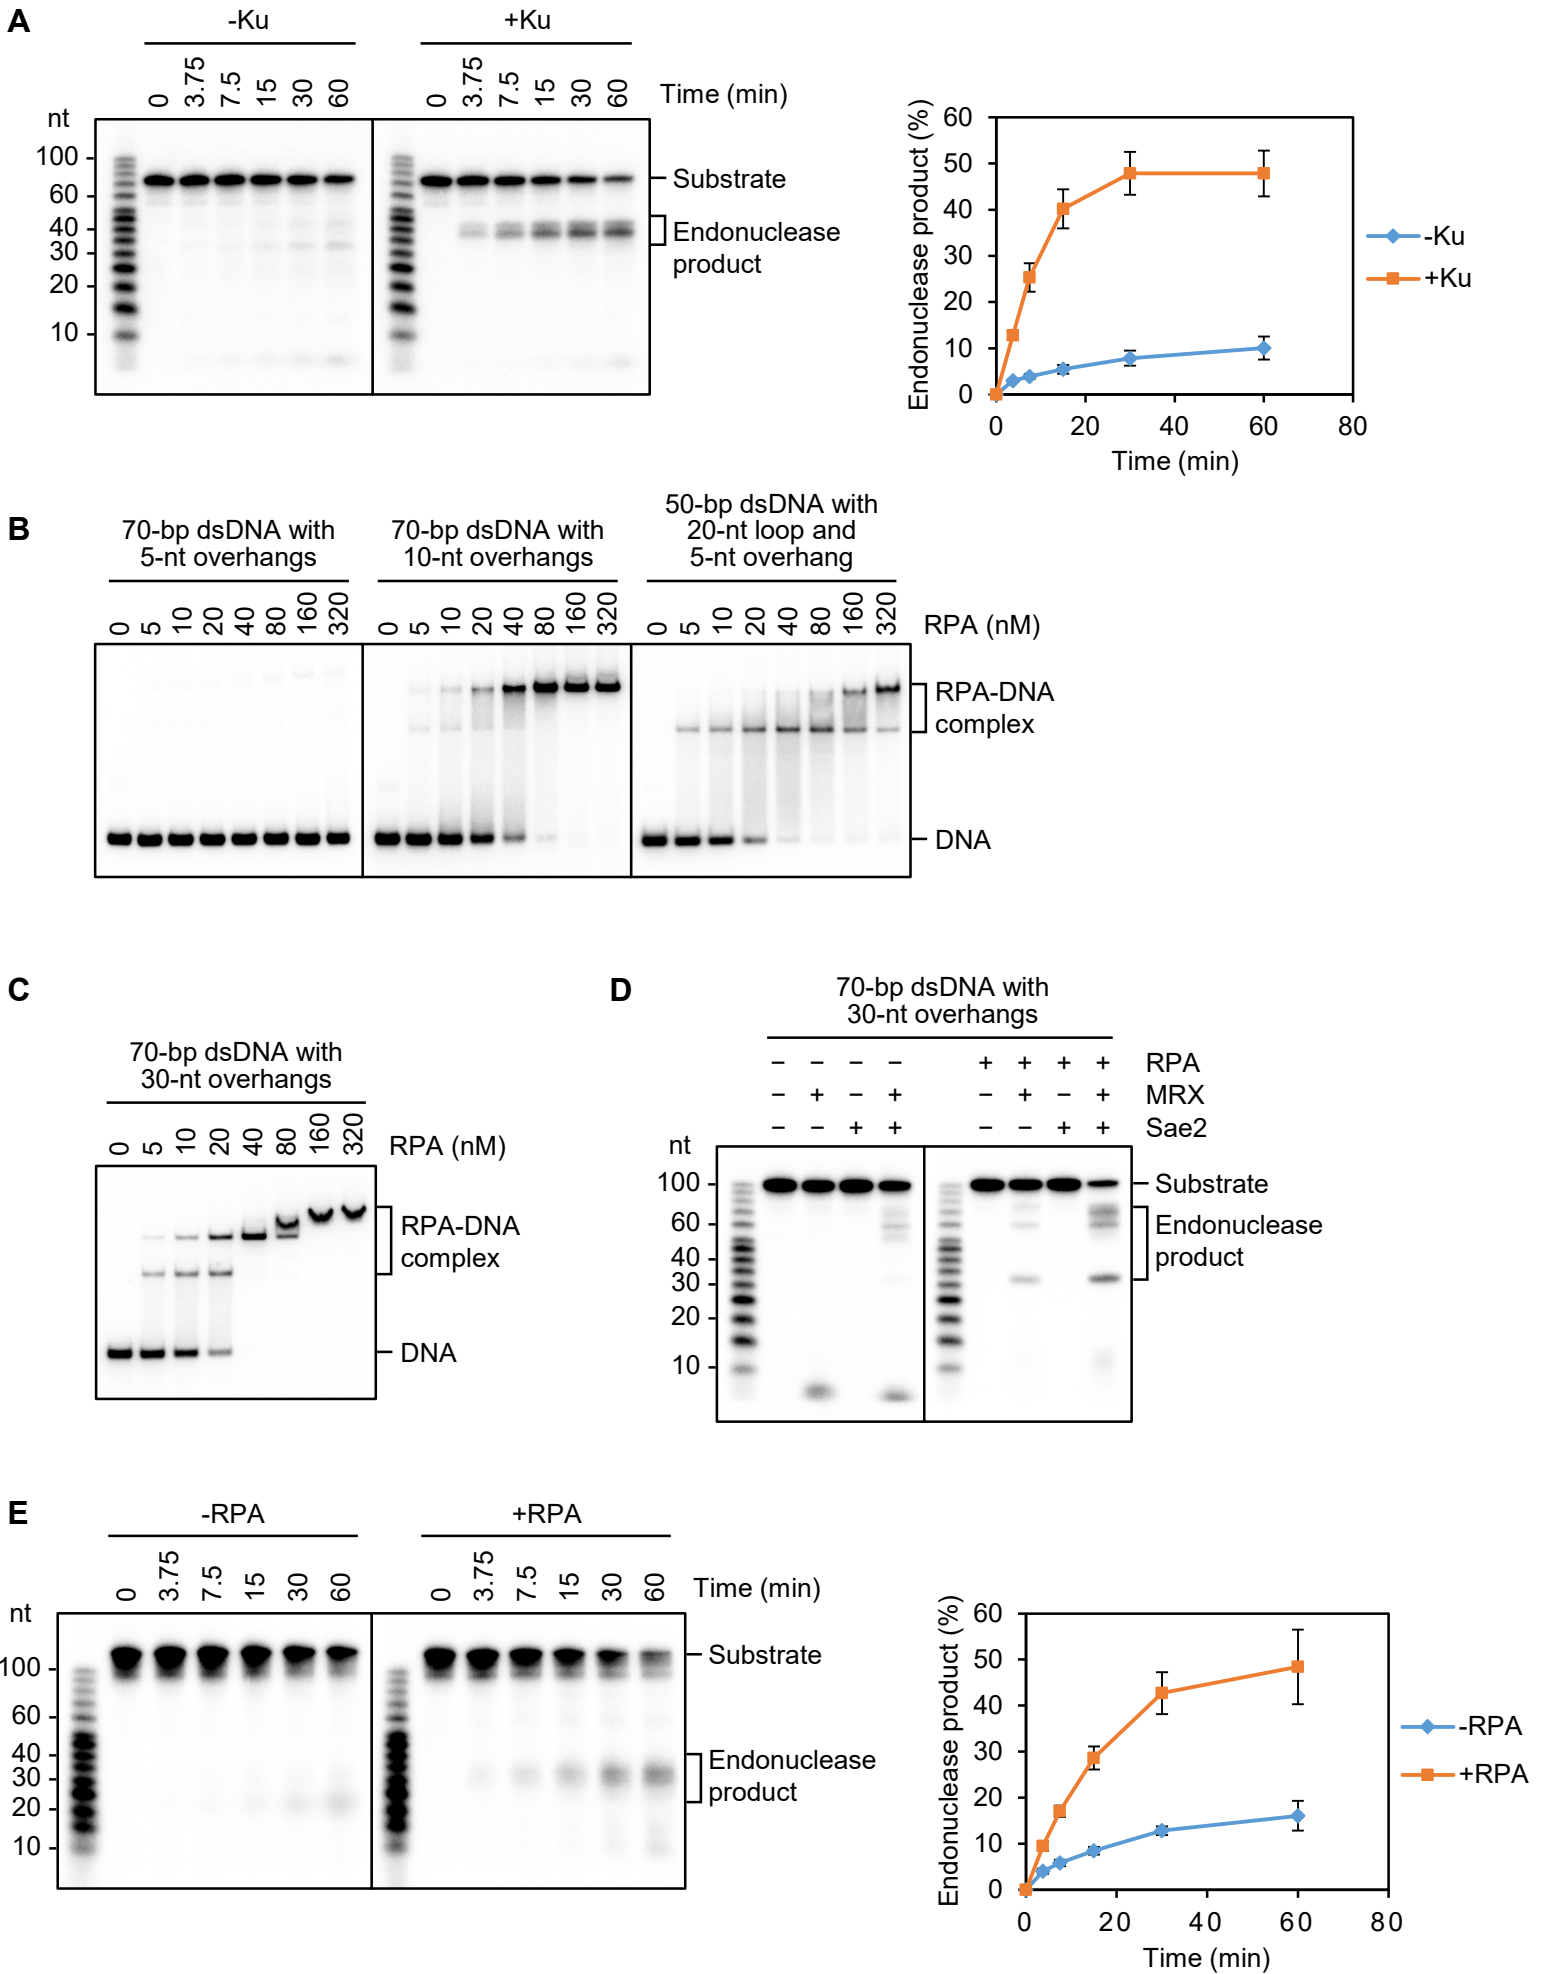 A
-Ku
+Ku
0 3.75 7.5 15 30 60
0 3.75 7.5 15 30 60
Time (min)
nt
100
60
40
30
20
10
Substrate
Endonuclease
product
Endonuclease product (%)
60
50
40
30
20
10
0
0 20 40 60 80
Time (min)
-Ku
+Ku
B
70-bp dsDNA with
5-nt overhangs
70-bp dsDNA with
10-nt overhangs
50-bp dsDNA with
20-nt loop and
5-nt overhang
0 5 10 20 40 80 160 320
0 5 10 20 40 80 160 320
0 5 10 20 40 80 160 320
RPA (nM)
RPA-DNA
complex
DNA
C
70-bp dsDNA with
30-nt overhangs
0 5 10 20 40 80 160 320
RPA (nM)
RPA-DNA
complex
DNA
D
70-bp dsDNA with
30-nt overhangs
− − − − + + + + RPA
− + − + − + − + MRX
− − + + − − + + Sae2
nt
100
60
40
30
20
10
Substrate
Endonuclease
product
E
-RPA
+RPA
0 3.75 7.5 15 30 60
0 3.75 7.5 15 30 60
Time (min)
nt
100
60
40
30
20
10
Substrate
Endonuclease
product
Endonuclease product (%)
60
50
40
30
20
10
0
0 20 40 60 80
Time (min)
-RPA
+RPA